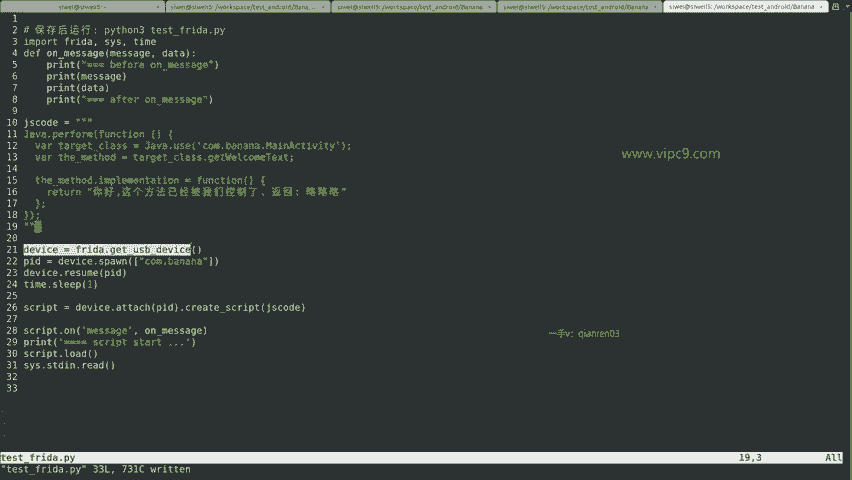 siwei@siwei5: ~
siwei@siwei5: /workspace/test_android/Banana
siwei@siwei5: /workspace/test_android/Banana
siwei@siwei5: /workspace/test_android/Banana
siwei@siwei5: /workspace/test_android/Banana
1
2 # 保存后运行: python3 test_frida.py
3 import frida, sys, time
4 def on_message(message, data):
5 print("=== before on_message")
6 print(message)
7 print(data)
8 print("=== after on_message")
9
10 jscode = """
11 Java.perform(function () {
12 var target_class = Java.use('com.banana.MainActivity');
13 var the_method = target_class.getWelcomeText;
14
15 the_method.implementation = function() {
16 return "你好,这个方法已经被我们控制了、返回: 咯咯咯"
17 };
18 });
19 """
20
21 device = frida.get_usb_device()
22 pid = device.spawn(["com.banana"])
23 device.resume(pid)
24 time.sleep(1)
25
26 script = device.attach(pid).create_script(jscode)
27
28 script.on('message', on_message)
29 print('==== script start ...')
30 script.load()
31 sys.stdin.read()
32
33
www.vipc9.com
一手v: qianren03
test_frida.py 19,3 All
"test_frida.py" 33L, 731C written